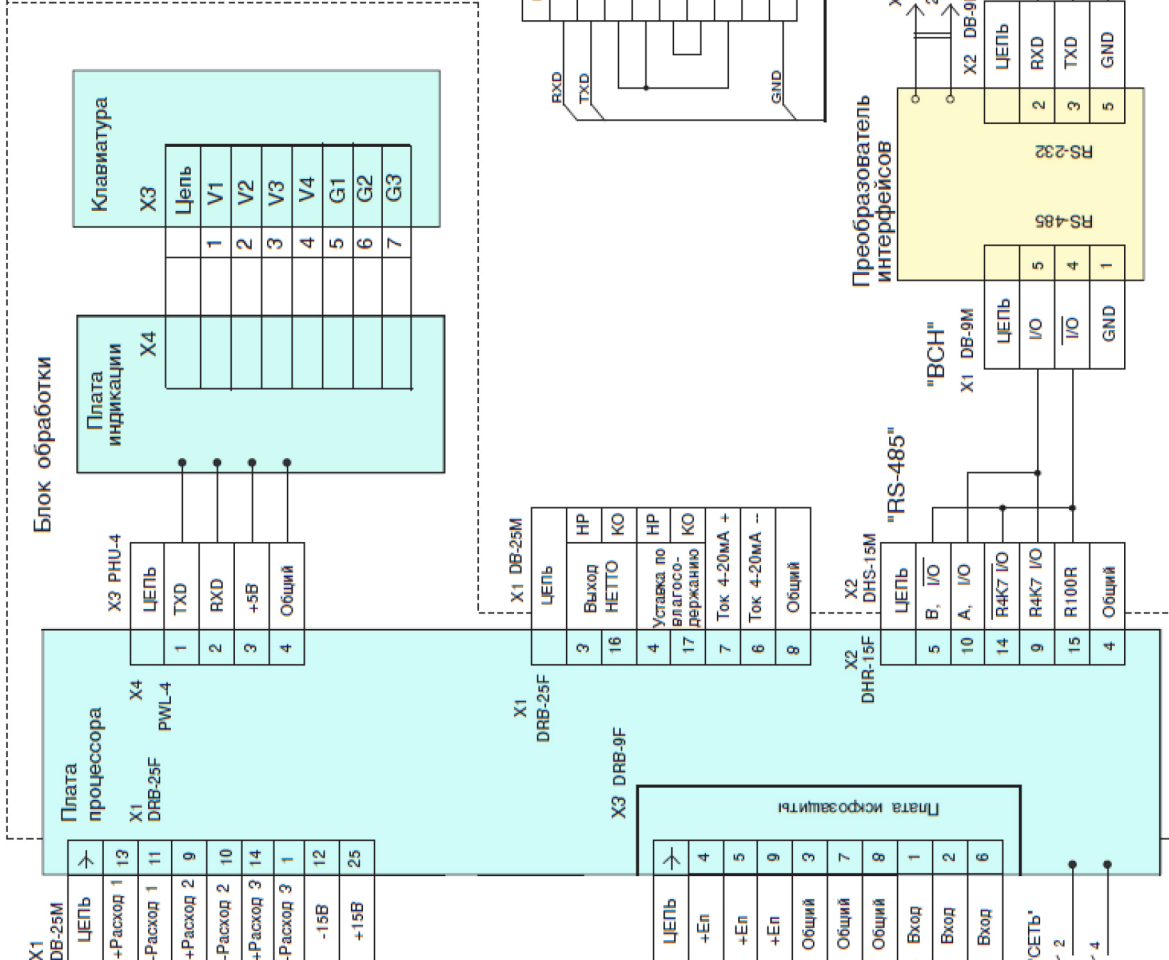 Блок обработки
Клавиатура
X3
Цепь
V1
V2
V3
V4
G1
G2
G3
1
2
3
4
5
6
7
Плата
индикации
X4
X3 PHU-4
ЦЕПЬ
TXD
RXD
+5В
Общий
1
2
3
4
X4
PWL-4
Плата
процессора
X1
DRB-25F
X1
DB-25M
ЦЕПЬ
+Расход 1
-Расход 1
+Расход 2
-Расход 2
+Расход 3
-Расход 3
-15В
+15В
13
11
9
10
14
1
12
25
RXD
TXD
GND
X1 DB-25M
ЦЕПЬ
Выход
НЕТТО
НР
КО
Уставка по
влагосо-
держанию
НР
КО
Ток 4-20мА +
Ток 4-20мА --
Общий
3
16
4
17
7
6
8
X1
DRB-25F
X3 DRB-9F
Плата искрозащиты
ЦЕПЬ
+Еп
+Еп
+Еп
Общий
Общий
Общий
Вход
Вход
Вход
4
5
9
3
7
8
1
2
6
"RS-485"
X2
DHS-15M
ЦЕПЬ
B, I/O
A, I/O
R4K7 I/O
R4K7 I/O
R100R
Общий
5
10
14
9
15
4
X2
DHR-15F
"ВСН"
X1 DB-9M
ЦЕПЬ
I/O
I/O
GND
5
4
1
Преобразователь
интерфейсов
RS-485
RS-232
2
3
5
X2 DB-9
ЦЕПЬ
RXD
TXD
GND
СЕТЬ"
2
4